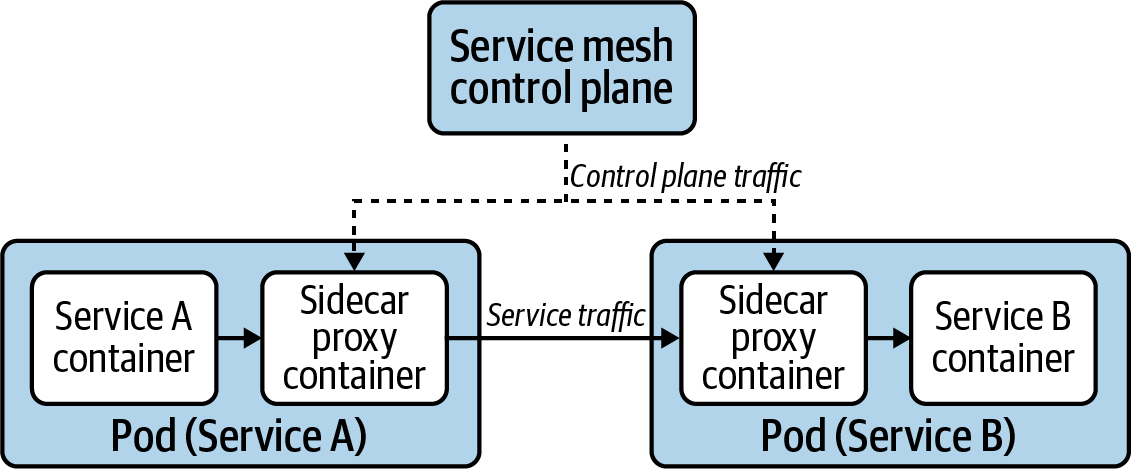 Service mesh
control plane
Control plane traffic
Service A
container
Sidecar
proxy
container
Service traffic
Sidecar
proxy
container
Service B
container
Pod (Service A)
Pod (Service B)